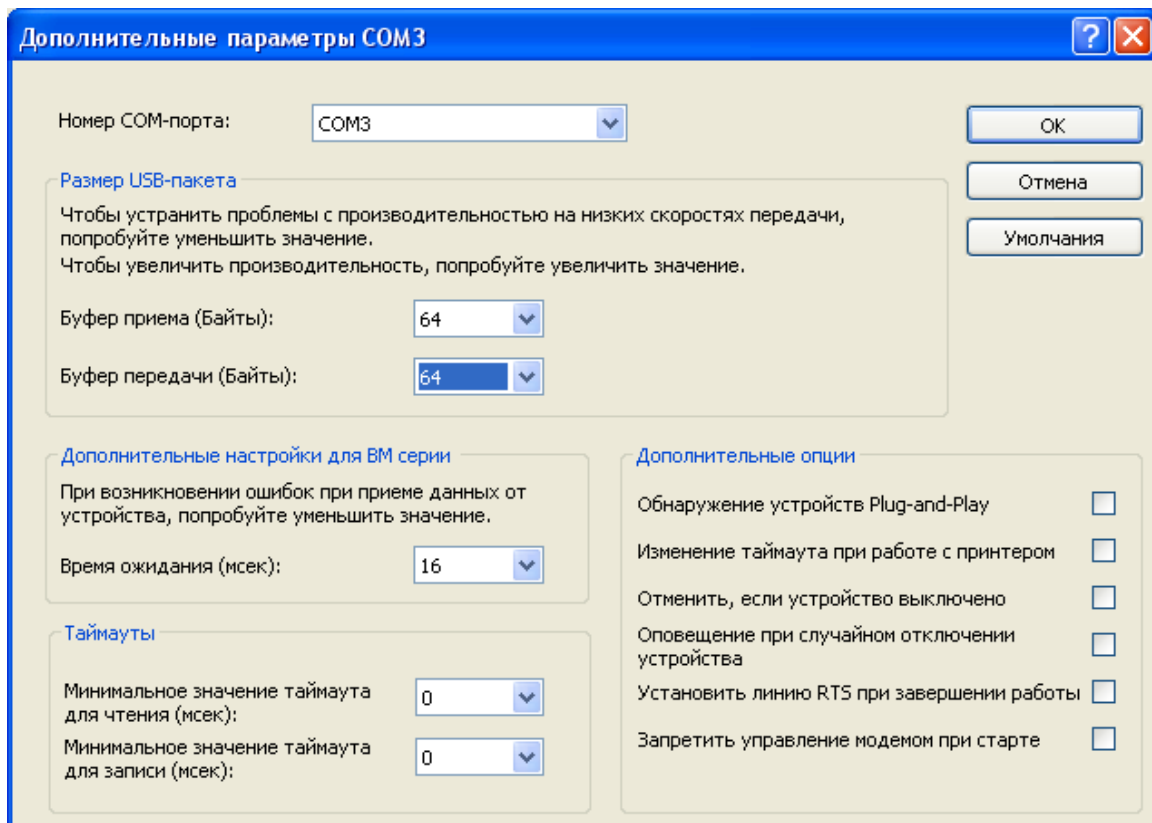 Дополнительные параметры COM3
Номер COM-порта:
COM3
OK
Отмена
Умолчания
Размер USB-пакета
Чтобы устранить проблемы с производительностью на низких скоростях передачи,
попробуйте уменьшить значение.
Чтобы увеличить производительность, попробуйте увеличить значение.
Буфер приема (Байты):
64
Буфер передачи (Байты):
64
Дополнительные настройки для BM серии
При возникновении ошибок при приеме данных от
устройства, попробуйте уменьшить значение.
Время ожидания (мсек):
16
Таймауты
Минимальное значение таймаута
для чтения (мсек):
0
Минимальное значение таймаута
для записи (мсек):
0
Дополнительные опции
Обнаружение устройств Plug-and-Play
Изменение таймаута при работе с принтером
Отменить, если устройство выключено
Оповещение при случайном отключении
устройства
Установить линию RTS при завершении работы
Запретить управление модемом при старте